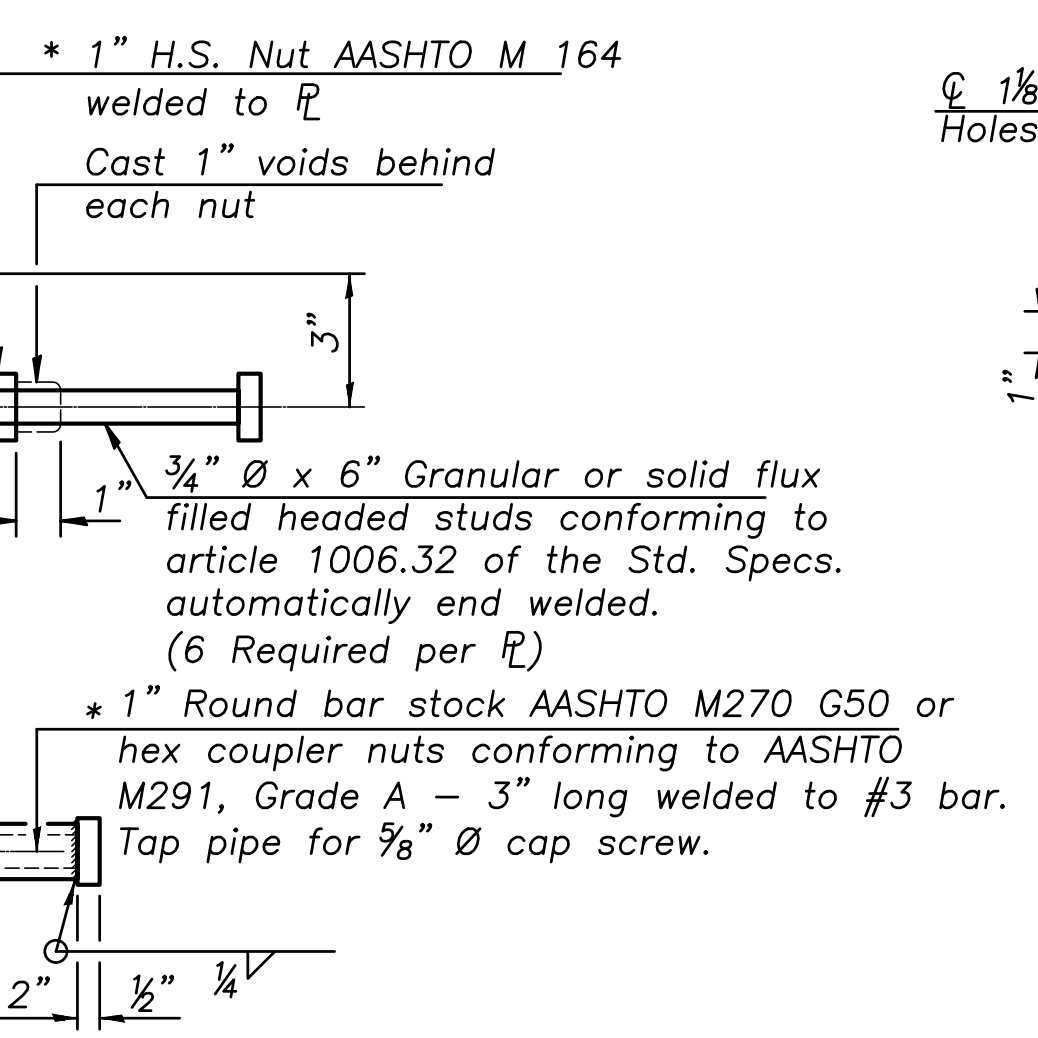 * 1” H.S. Nut AASHTO M 164
welded to ℙL
Cast 1” voids behind
each nut
℄ 1⅛
Holes
3”
1”
1”
¾” Ø x 6” Granular or solid flux
filled headed studs conforming to
article 1006.32 of the Std. Specs.
automatically end welded.
(6 Required per ℙL)
* 1” Round bar stock AASHTO M270 G50 or
hex coupler nuts conforming to AASHTO
M291, Grade A – 3” long welded to #3 bar.
Tap pipe for ⅝” Ø cap screw.
2”
½”
¼